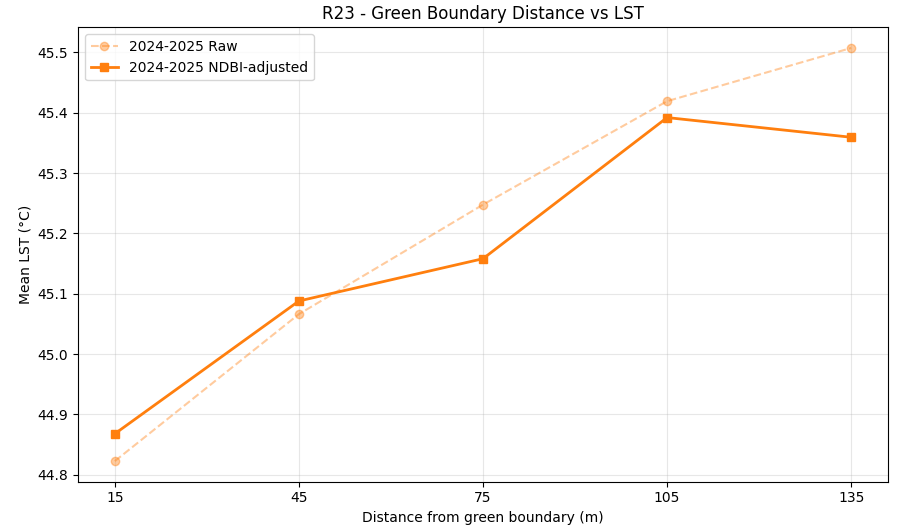 R23 - Green Boundary Distance vs LST
2024-2025 Raw
2024-2025 NDBI-adjusted
45.5
45.4
45.3
45.2
45.1
45.0
44.9
44.8
Mean LST (°C)
15 45 75 105 135
Distance from green boundary (m)